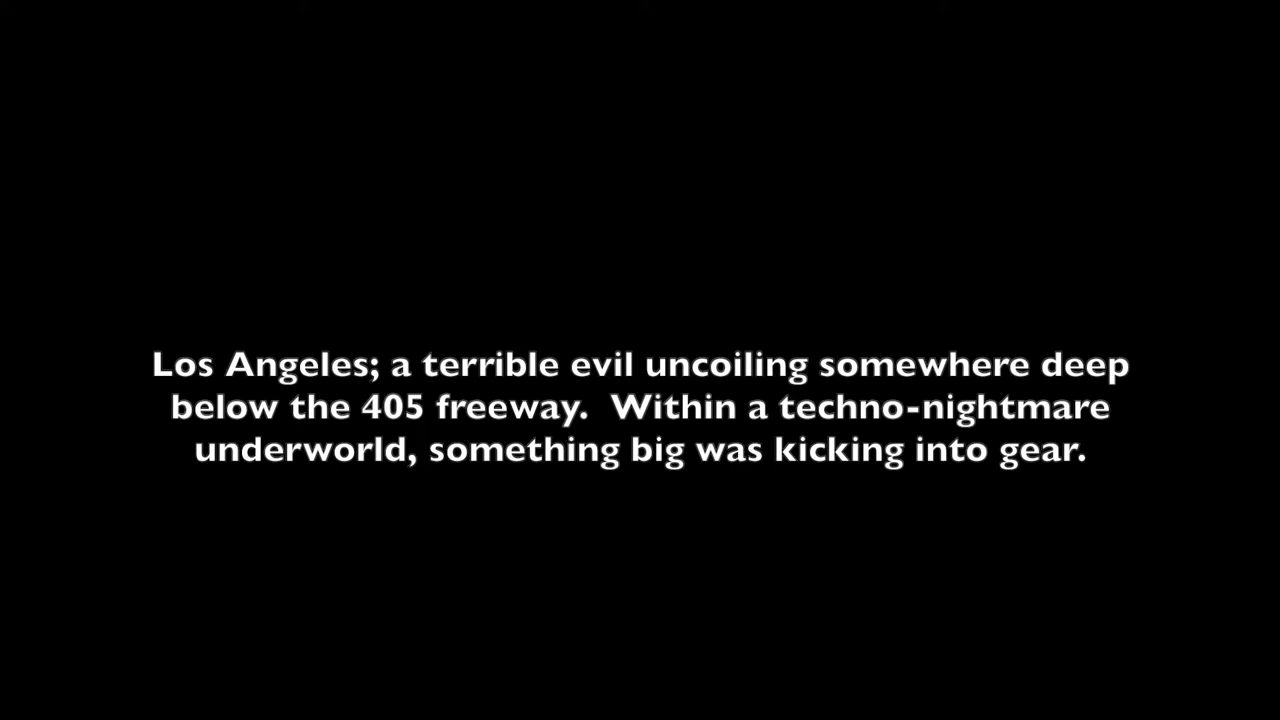 Los Angeles; a terrible evil uncoiling somewhere deep
below the 405 freeway.  Within a techno-nightmare
underworld, something big was kicking into gear.